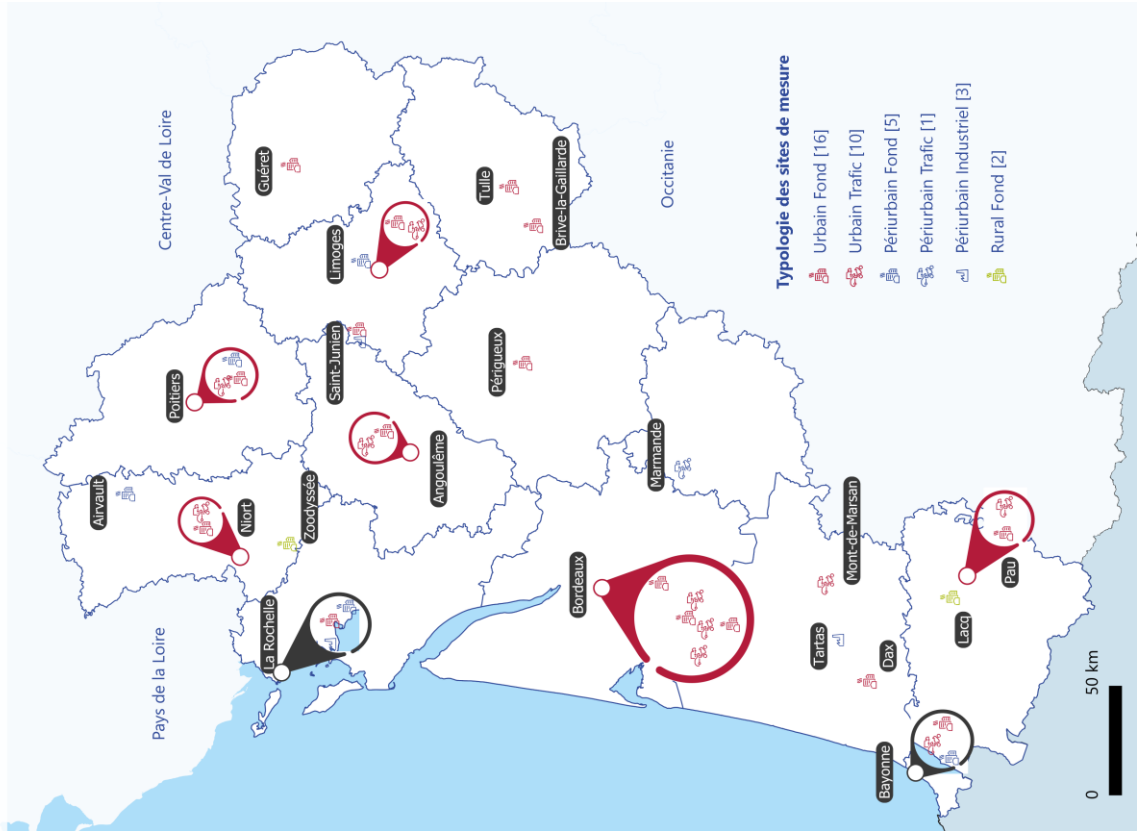 Pays de la Loire
Centre-Val de Loire
Airvault
Poitiers
Guéret
Niort
La Rochelle
Zoodyssée
Saint-Junien
Limoges
Angoulême
Tulle
Périgueux
Brive-la-Gaillarde
Bordeaux
Marmande
Occitanie
Tartas
Mont-de-Marsan
Dax
Bayonne
Lacq
Pau
Typologie des sites de mesure
Urbain Fond [16]
Urbain Trafic [10]
Périurbain Fond [5]
Périurbain Trafic [1]
Périurbain Industriel [3]
Rural Fond [2]
0 50 km